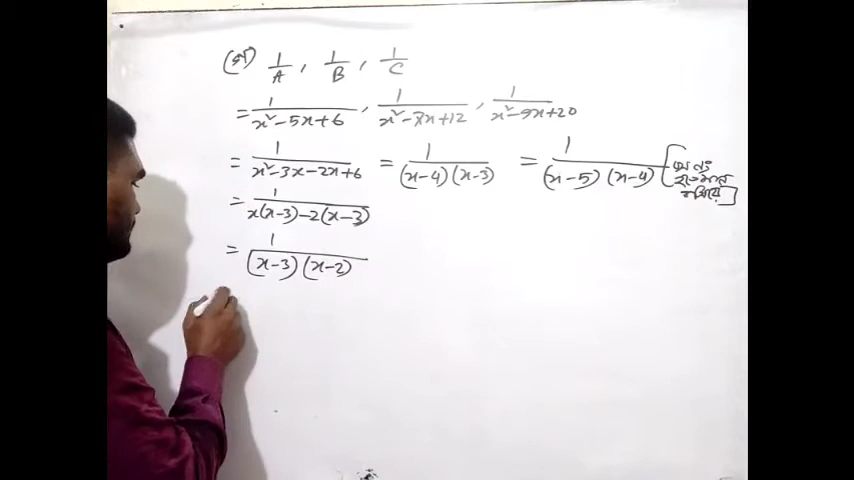 (গ) 1/A , 1/B , 1/C
= 1/(x²-5x+6) , 1/(x²-7x+12) , 1/(x²-9x+20)
= 1/(x²-3x-2x+6) = 1/((x-4)(x-3)) = 1/((x-5)(x-4)) [
= 1/(x(x-3)-2(x-3))
= 1/((x-3)(x-2))
হতে মান
]